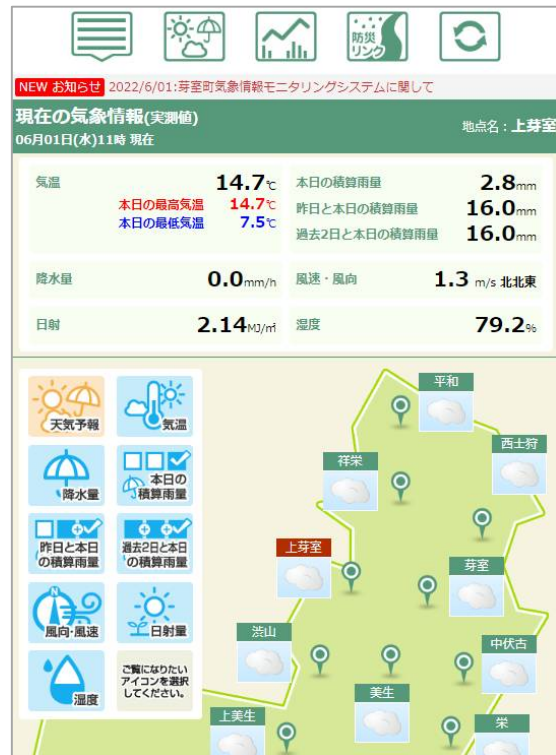 防災
リンク
NEW お知らせ 2022/6/01:芽室町気象情報モニタリングシステムに関して
現在の気象情報(実測値)
06月01日(水)11時 現在
地点名：上芽室
気温 14.7℃
本日の最高気温 14.7℃
本日の最低気温 7.5℃
本日の積算雨量 2.8mm
昨日と本日の積算雨量 16.0mm
過去2日と本日の積算雨量 16.0mm
降水量 0.0mm/h
風速・風向 1.3 m/s 北北東
日射 2.14MJ/㎡
湿度 79.2%
天気予報
気温
降水量
本日の
積算雨量
昨日と本日
の積算雨量
過去2日と本日
の積算雨量
N
風向・風速
日射量
湿度
ご覧になりたい
アイコンを選択
してください。
平和
西士狩
祥栄
上芽室
芽室
渋山
中伏古
美生
上美生
栄